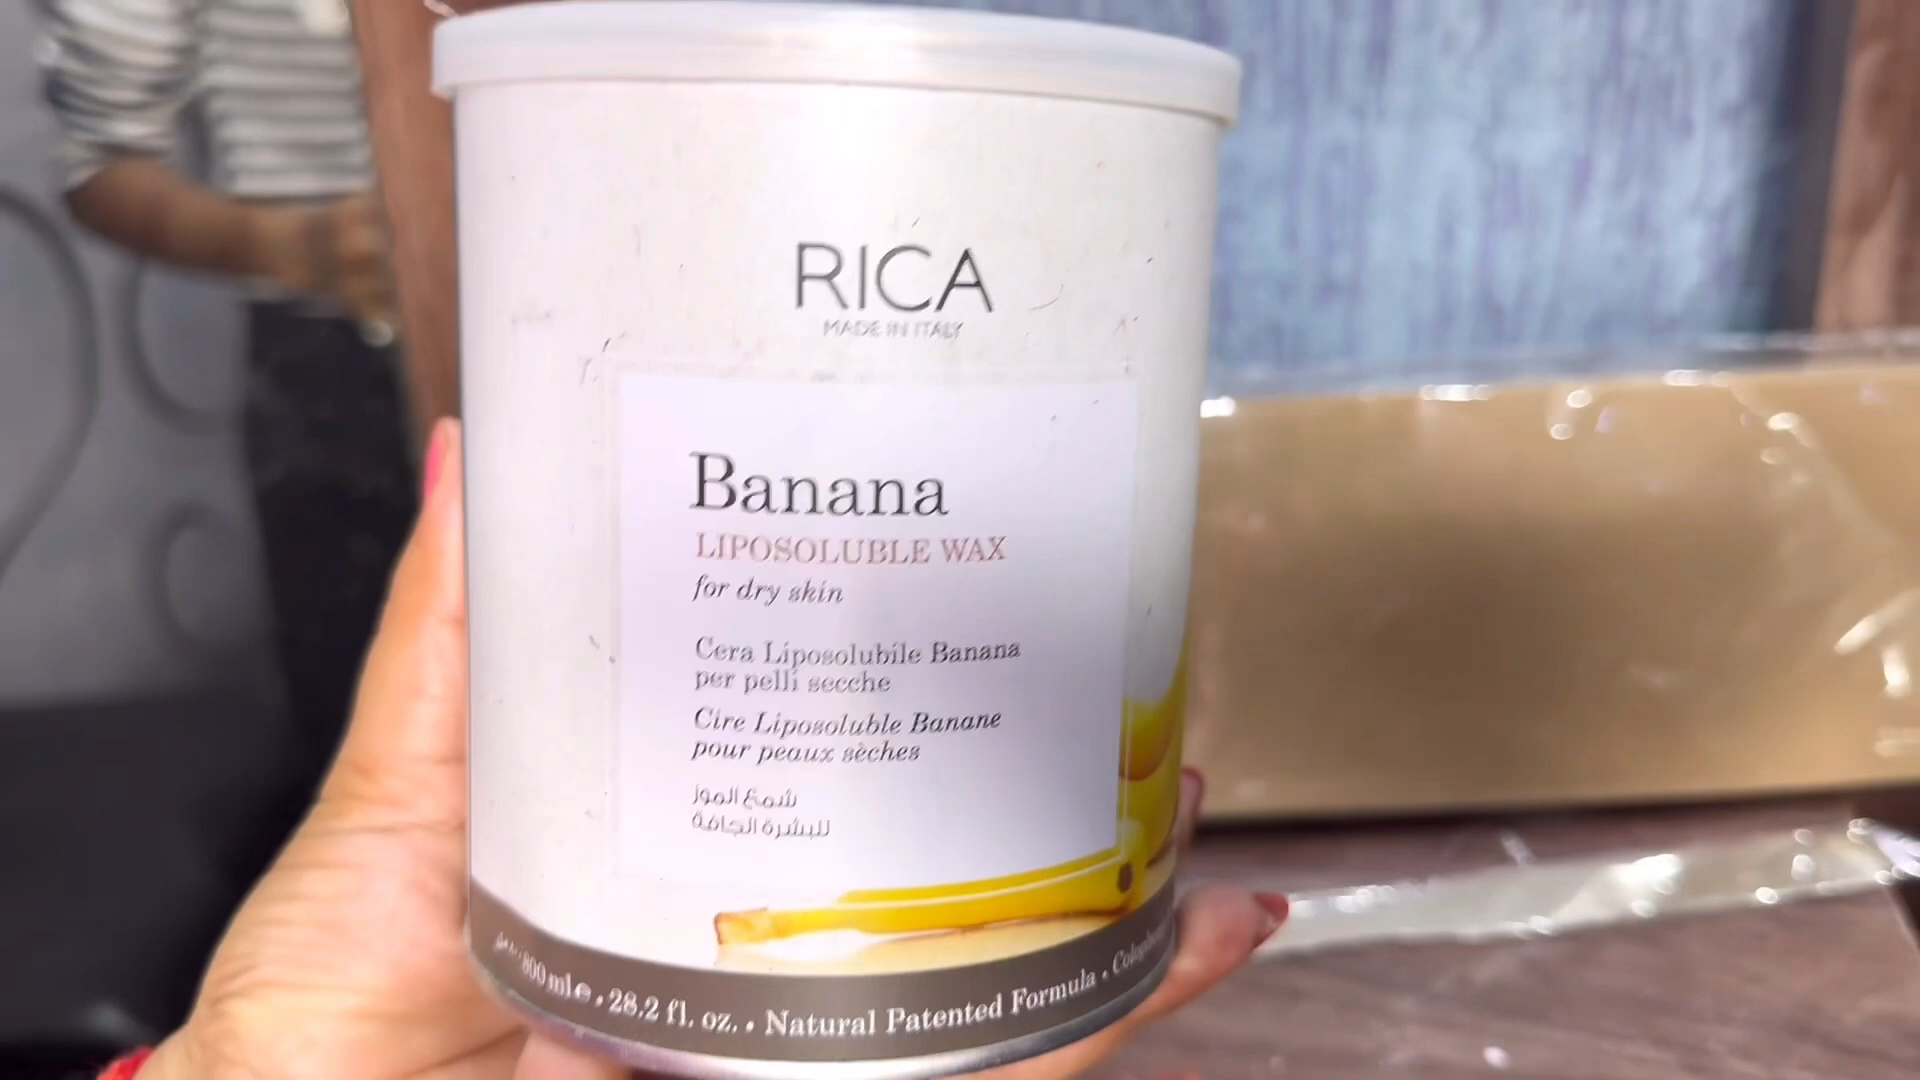 RICA
MADE IN ITALY
Banana
LIPOSOLUBLE WAX
for dry skin
Cera Liposolubile Banana
per pelli secche
Cire Liposoluble Banane
pour peaux sèches
شمع الموز
للبشرة الجافة
800 ml e • 28.2 fl. oz. • Natural Patented Formula •